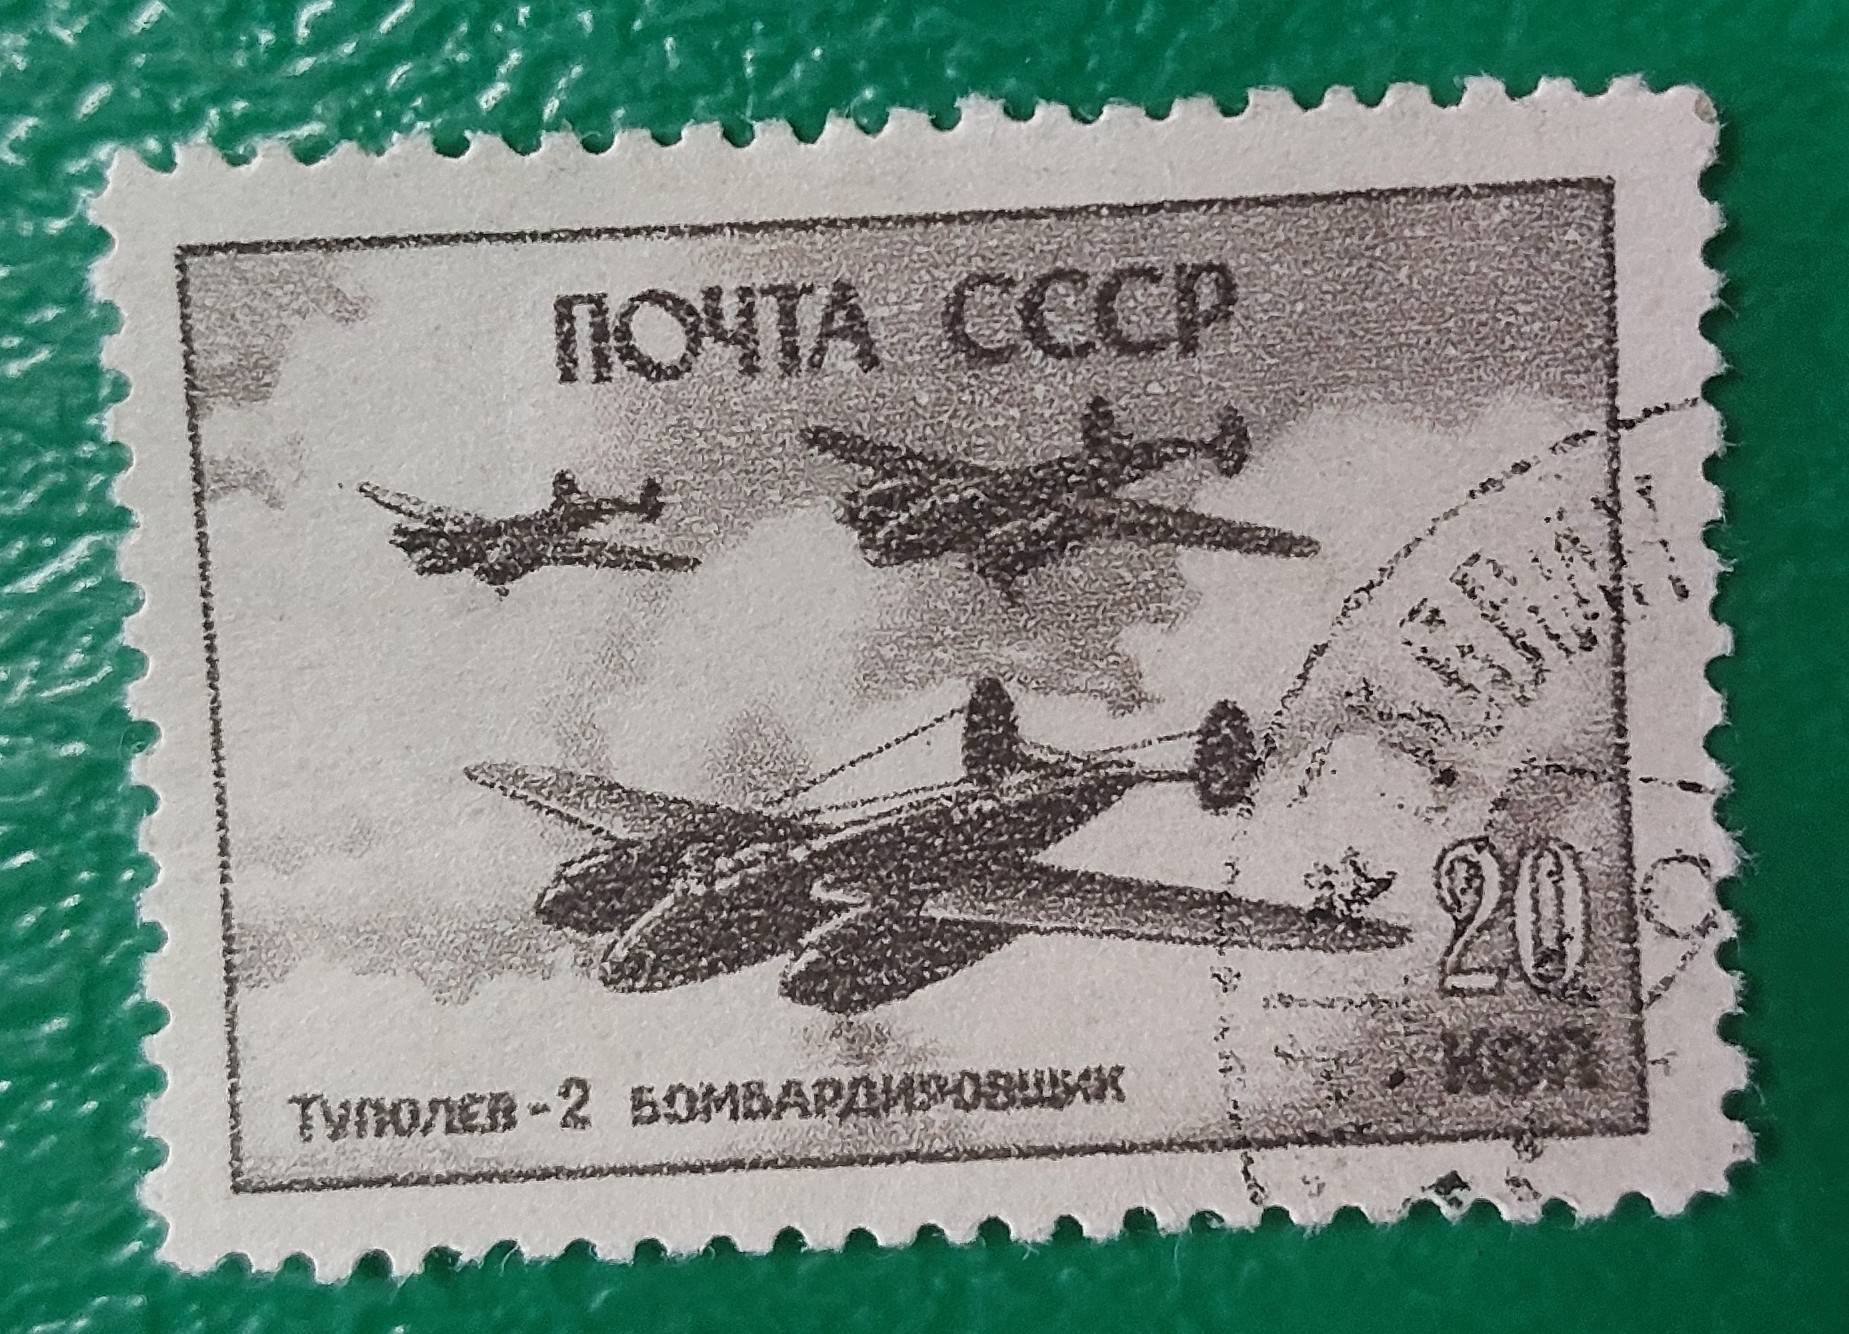 ПОЧТА СССР
20
КОП
ТУПОЛЕВ-2 БОМБАРДИРОВЩИК